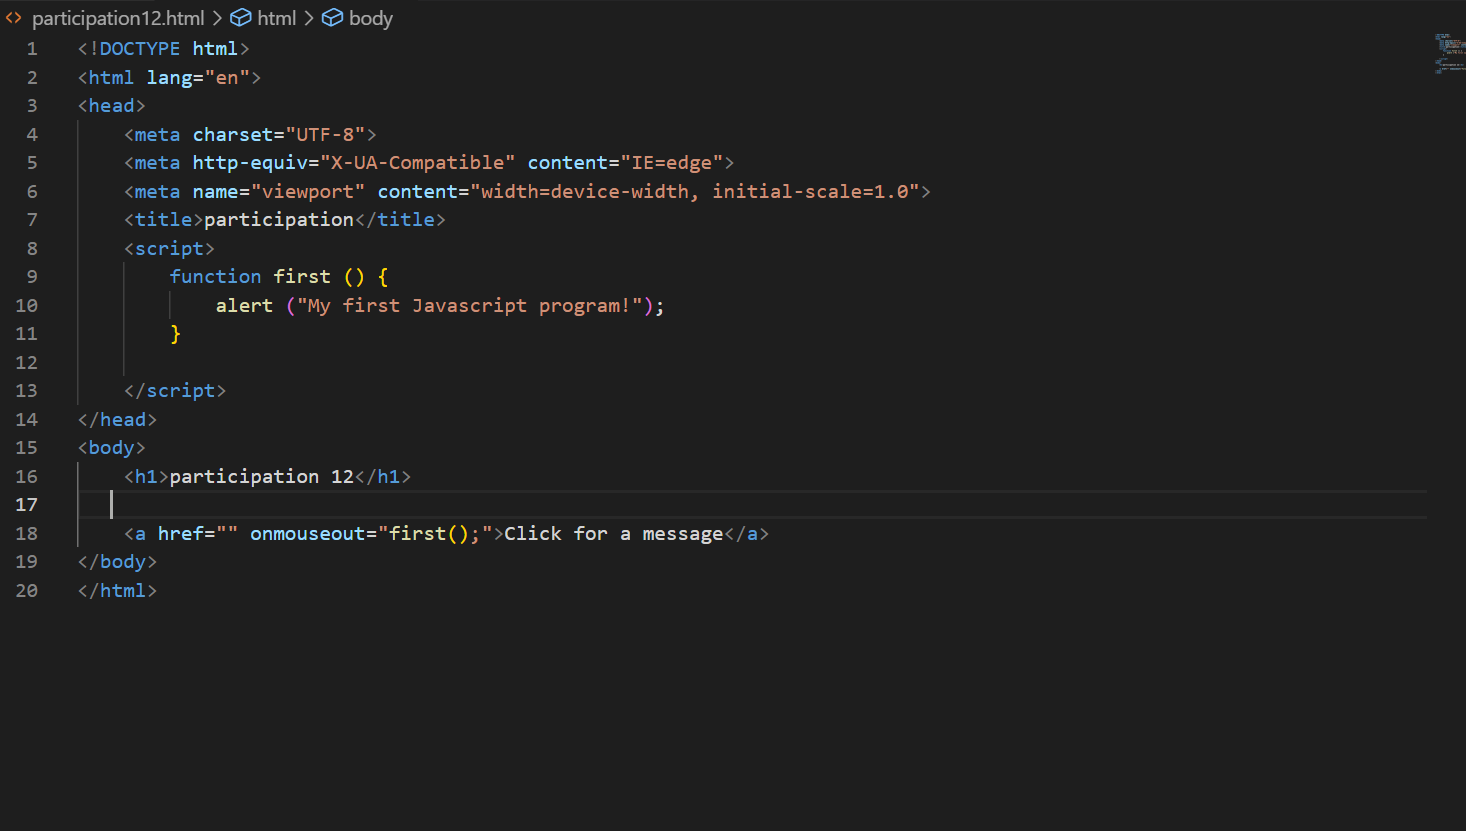 participation12.html > html > body
1 <!DOCTYPE html>
2 <html lang="en">
3 <head>
4     <meta charset="UTF-8">
5     <meta http-equiv="X-UA-Compatible" content="IE=edge">
6     <meta name="viewport" content="width=device-width, initial-scale=1.0">
7     <title>participation</title>
8     <script>
9         function first () {
10             alert ("My first Javascript program!");
11         }
12
13     </script>
14 </head>
15 <body>
16     <h1>participation 12</h1>
17
18     <a href="" onmouseout="first();">Click for a message</a>
19 </body>
20 </html>